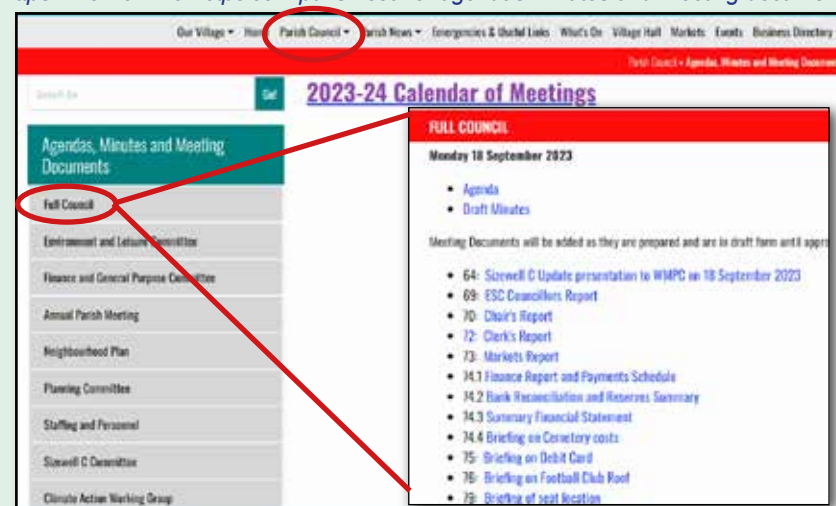 Our Village Home Parish Council Parish News Emergencies & Useful Links What's On Village Hall Markets Events Business Directory
Parish Council • Agendas, Minutes and Meeting Documen
Go!
2023-24 Calendar of Meetings
Agendas, Minutes and Meeting
Documents
Full Council
Environment and Leisure Committee
Finance and General Purpose Committee
Annual Parish Meeting
Neighbourhood Plan
Planning Committee
Staffing and Personnel
Sizewell C Committee
Climate Action Working Group
FULL COUNCIL
Monday 18 September 2023
• Agenda
• Draft Minutes
Meeting Documents will be added as they are prepared and are in draft form until appr
• 64: Sizewell C Update presentation to WMPC on 18 September 2023
• 69: ESC Councillors Report
• 70: Chair's Report
• 72: Clerk's Report
• 73: Markets Report
• 74.1 Finance Report and Payments Schedule
• 74.2 Bank Reconciliation and Reserves Summary
• 74.3 Summary Financial Statement
• 74.4 Briefing on Cemetery costs
• 75: Briefing on Debit Card
• 76: Briefing on Football Club Roof
• 79: Briefing of seat location